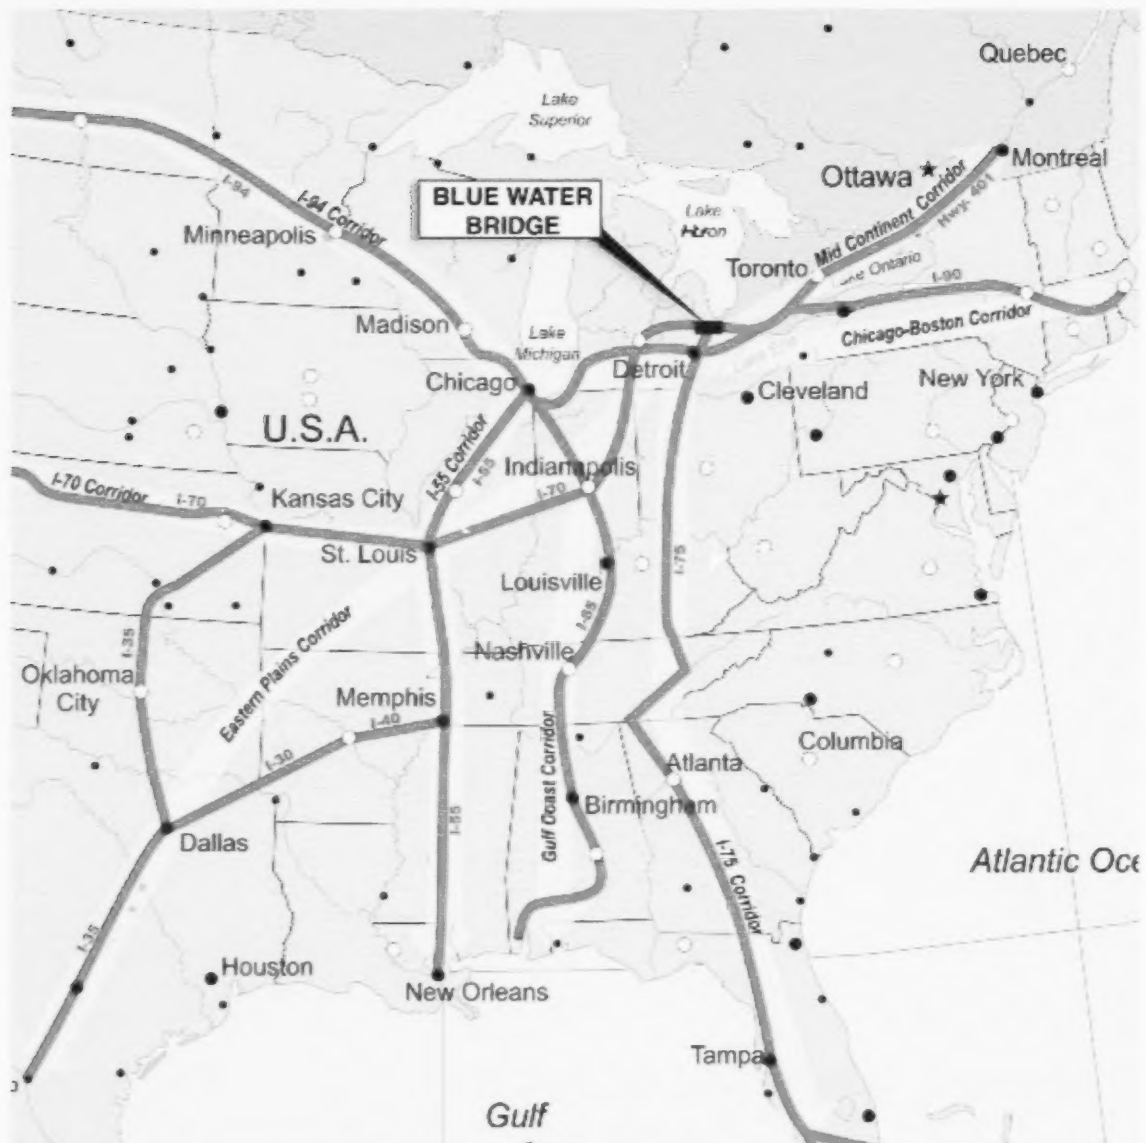 Quebec
Lake
Superior
Montreal
Ottawa
Mid Continent Corridor
Hwy. 401
I-94
I-94 Corridor
BLUE WATER
BRIDGE
Lake
Huron
Minneapolis
Toronto
Lake Ontario
I-90
Madison
Lake
Michigan
Chicago-Boston Corridor
Chicago
Detroit
Cleveland
New York
U.S.A.
I-55 Corridor
I-55
Indianapolis
I-70 Corridor
I-70
Kansas City
I-70
St. Louis
Louisville
I-75
I-65
Eastern Plains Corridor
I-35
Nashville
Oklahoma
City
Memphis
I-40
I-30
Columbia
Atlanta
Gulf Coast Corridor
Birmingham
I-55
Dallas
I-75 Corridor
Atlantic Oce
I-35
Houston
New Orleans
Tampa
Gulf